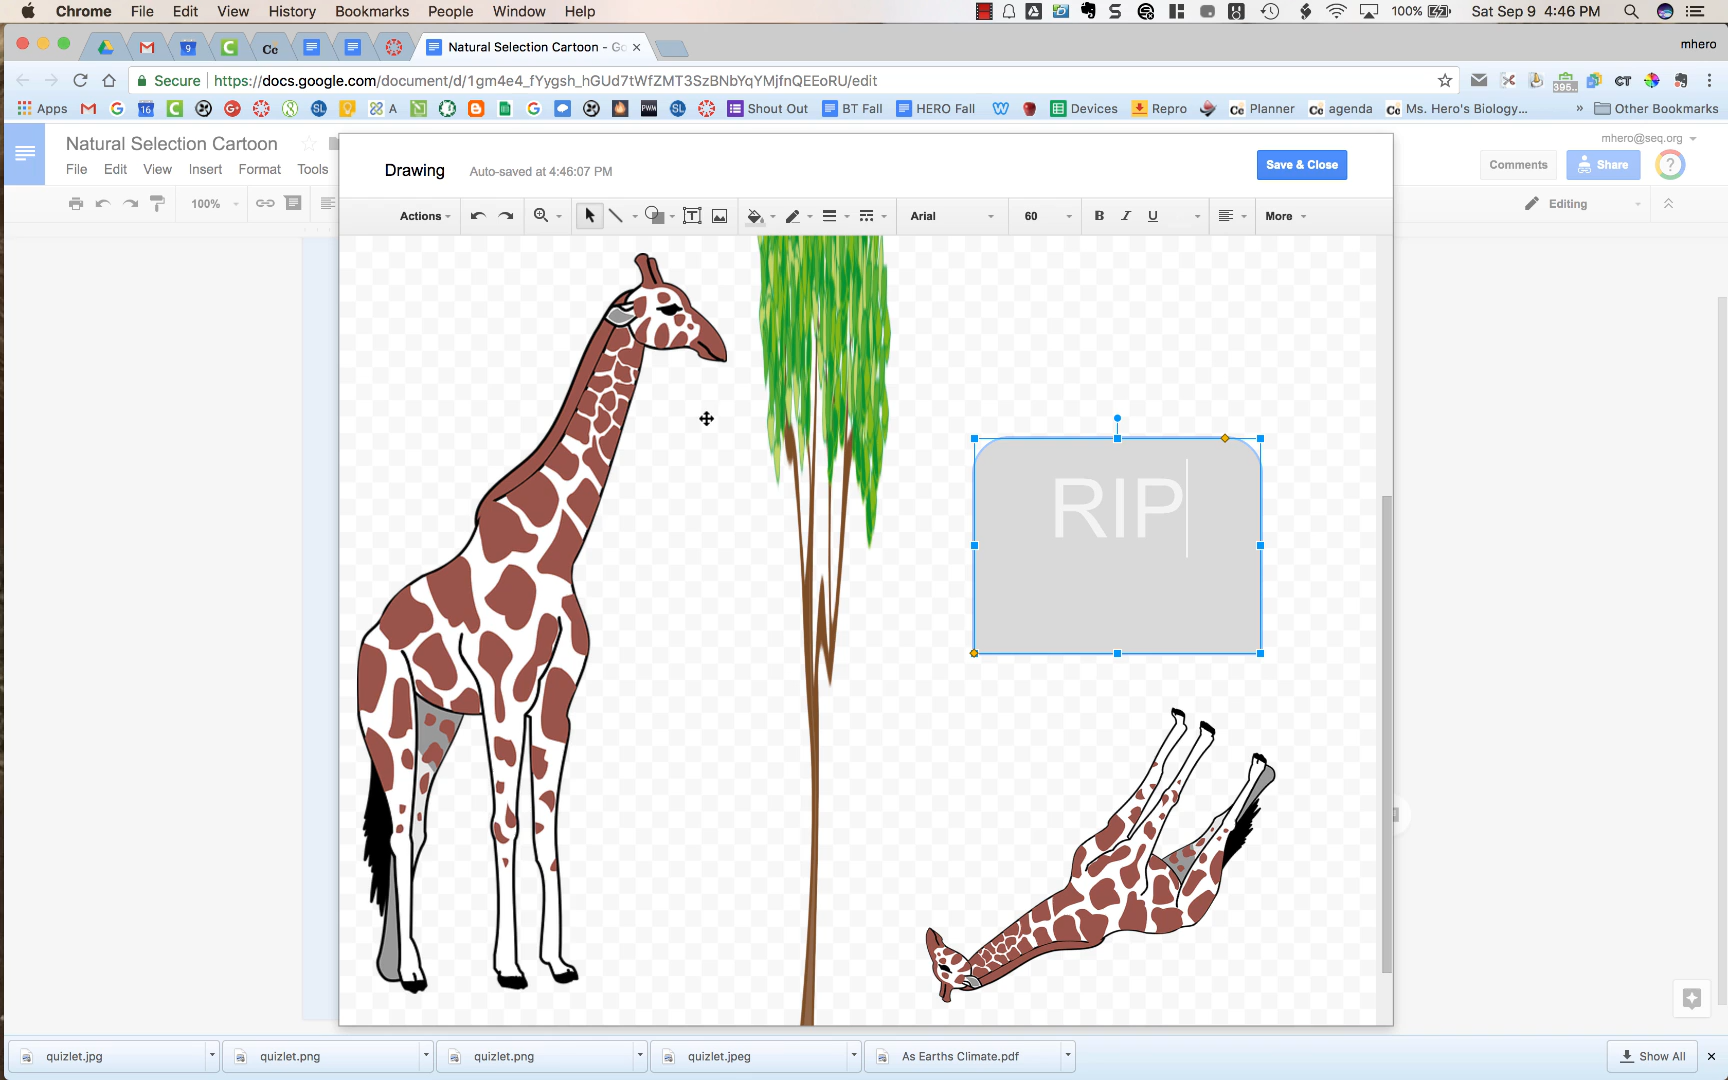 Chrome File Edit View History Bookmarks People Window Help 100% Sat Sep 9 4:46 PM
Natural Selection Cartoon - Go mhero
Secure https://docs.google.com/document/d/1gm4e4_fYygsh_hGUd7tWfZMT3SzBNbYqYMjfnQEEoRU/edit
Apps Shout Out BT Fall HERO Fall Devices Repro Planner agenda Ms. Hero's Biology... » Other Bookmarks
Natural Selection Cartoon mhero@seq.org
File Edit View Insert Format Tools Comments Share
Drawing Auto-saved at 4:46:07 PM Save & Close
100% Editing
Actions Arial 60 B I U More
RIP
quizlet.jpg quizlet.png quizlet.png quizlet.jpeg As Earths Climate.pdf Show All